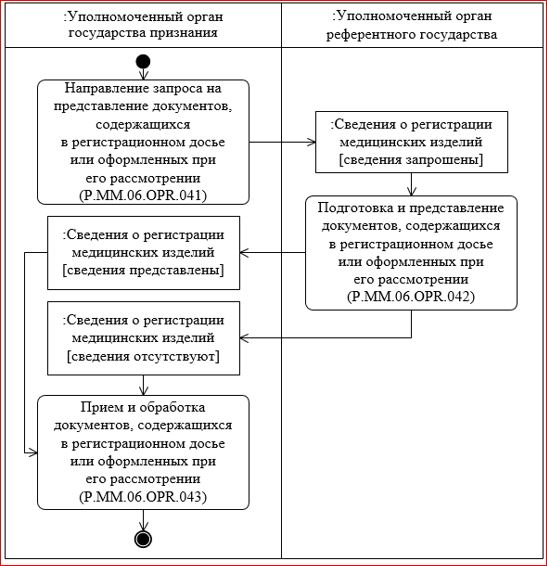 :Уполномоченный орган
государства признания
:Уполномоченный орган
референтного государства
Направление запроса на
представление документов,
содержащихся
в регистрационном досье
или оформленных при
его рассмотрении
(P.MM.06.OPR.041)
:Сведения о регистрации
медицинских изделий
[сведения запрошены]
Подготовка и представление
документов, содержащихся
в регистрационном досье
или оформленных при
его рассмотрении
(P.MM.06.OPR.042)
:Сведения о регистрации
медицинских изделий
[сведения представлены]
:Сведения о регистрации
медицинских изделий
[сведения отсутствуют]
Прием и обработка
документов, содержащихся
в регистрационном досье
или оформленных при
его рассмотрении
(P.MM.06.OPR.043)